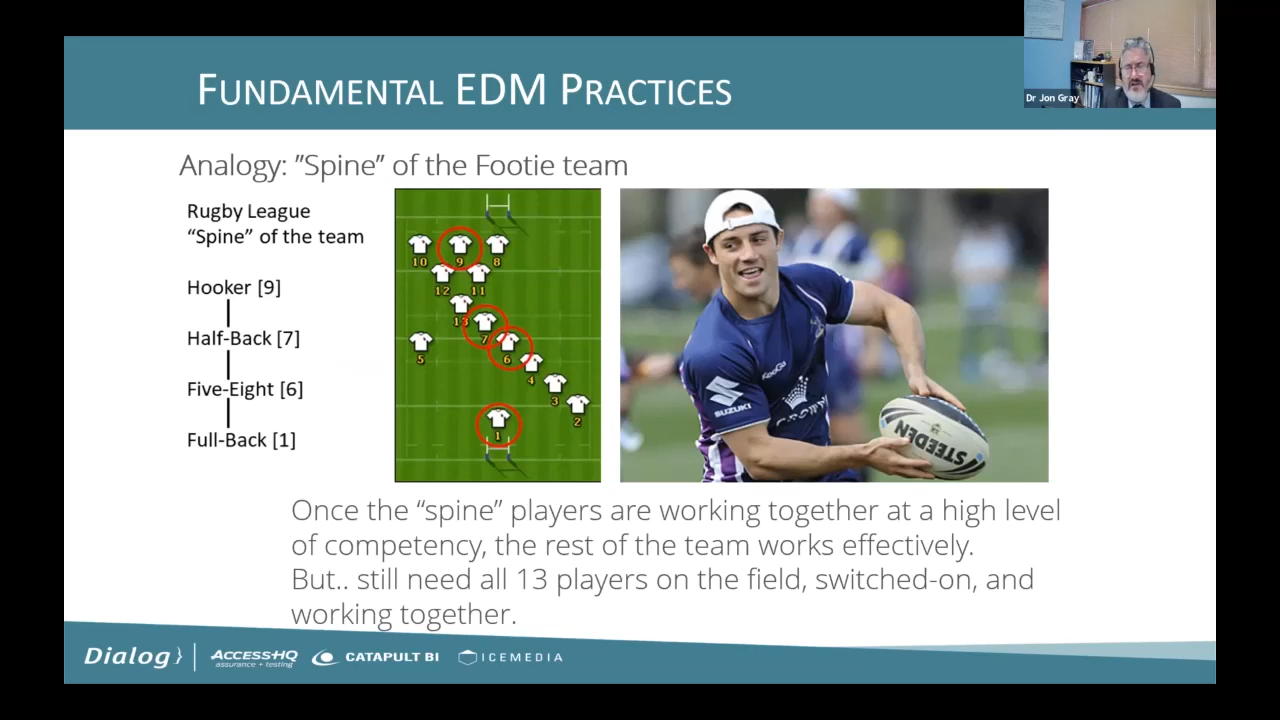 FUNDAMENTAL EDM PRACTICES
Dr Jon Gray
Analogy: ”Spine” of the Footie team
Rugby League
“Spine” of the team
Hooker [9]
Half-Back [7]
Five-Eight [6]
Full-Back [1]
10 9 8
12 11
13
7
5 6
4
3
2
1
KooGa
SUZUKI
CROWN
STEEDEN
Once the “spine” players are working together at a high level
of competency, the rest of the team works effectively.
But.. still need all 13 players on the field, switched-on, and
working together.
Dialog} ACCESSHQ CATAPULT BI ICEMEDIA
assurance + testing